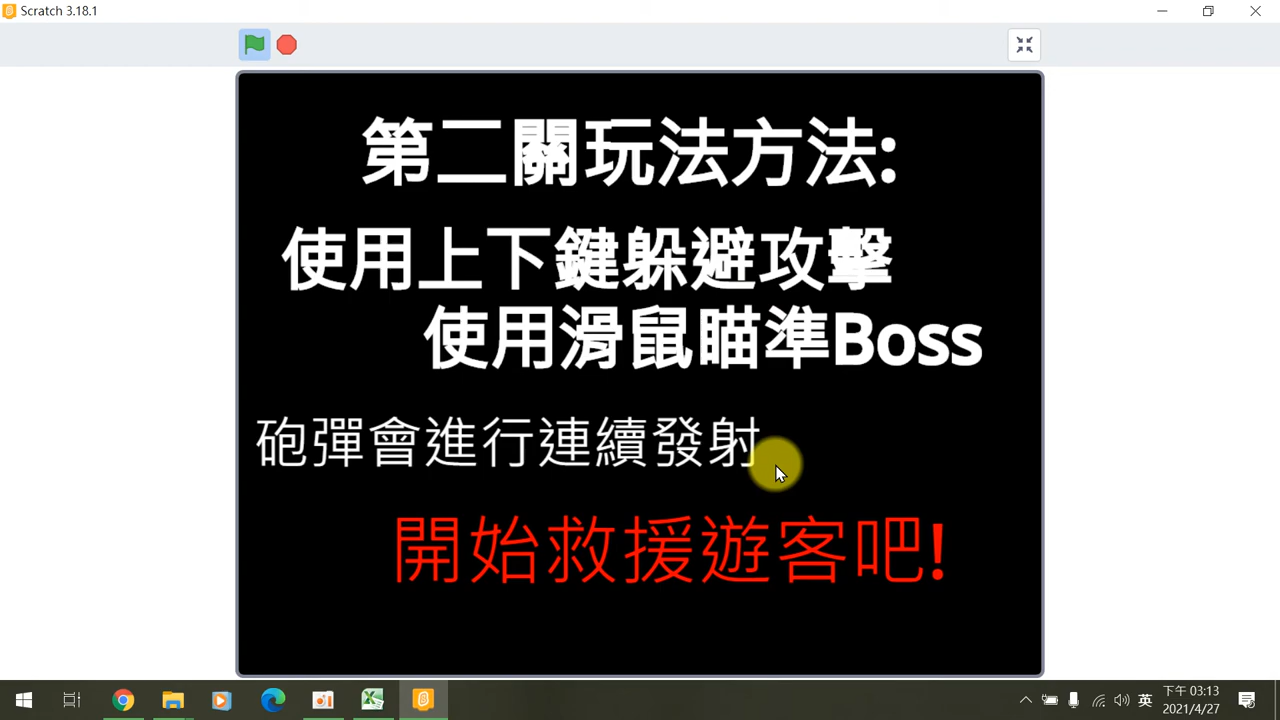 Scratch 3.18.1
第二關玩法方法:
使用上下鍵躲避攻擊
使用滑鼠瞄準Boss
砲彈會進行連續發射
開始救援遊客吧!
英
下午 03:13
2021/4/27